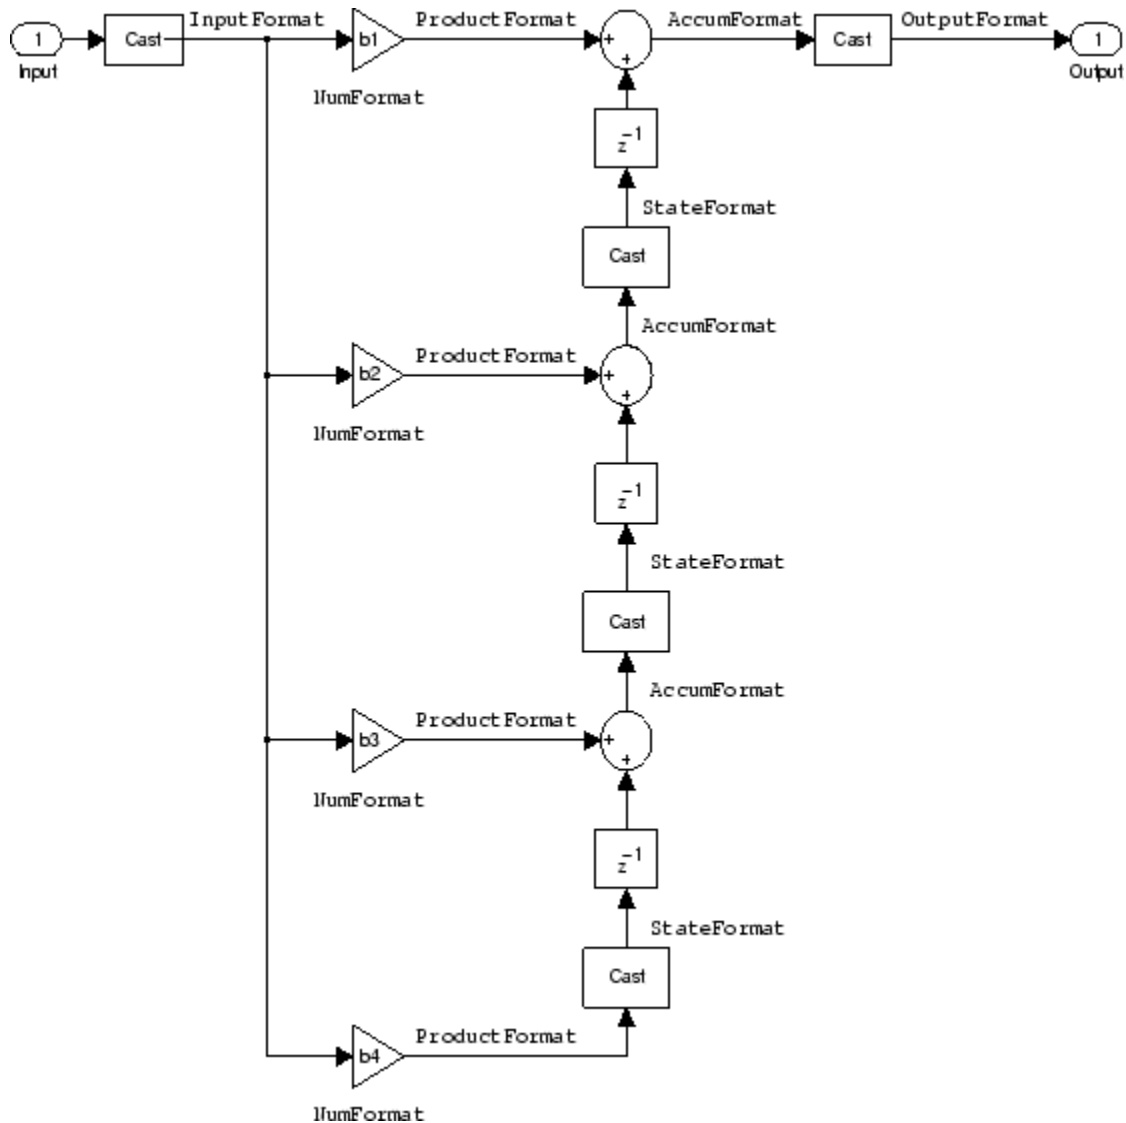 InputFormat ProductFormat AccumFormat OutputFormat
1 Cast b1 + Cast 1
+
Input Output
NumFormat
z^-1
StateFormat
Cast
AccumFormat
ProductFormat
b2 +
+
NumFormat
z^-1
StateFormat
Cast
AccumFormat
ProductFormat
b3 +
+
NumFormat
z^-1
StateFormat
Cast
ProductFormat
b4
NumFormat